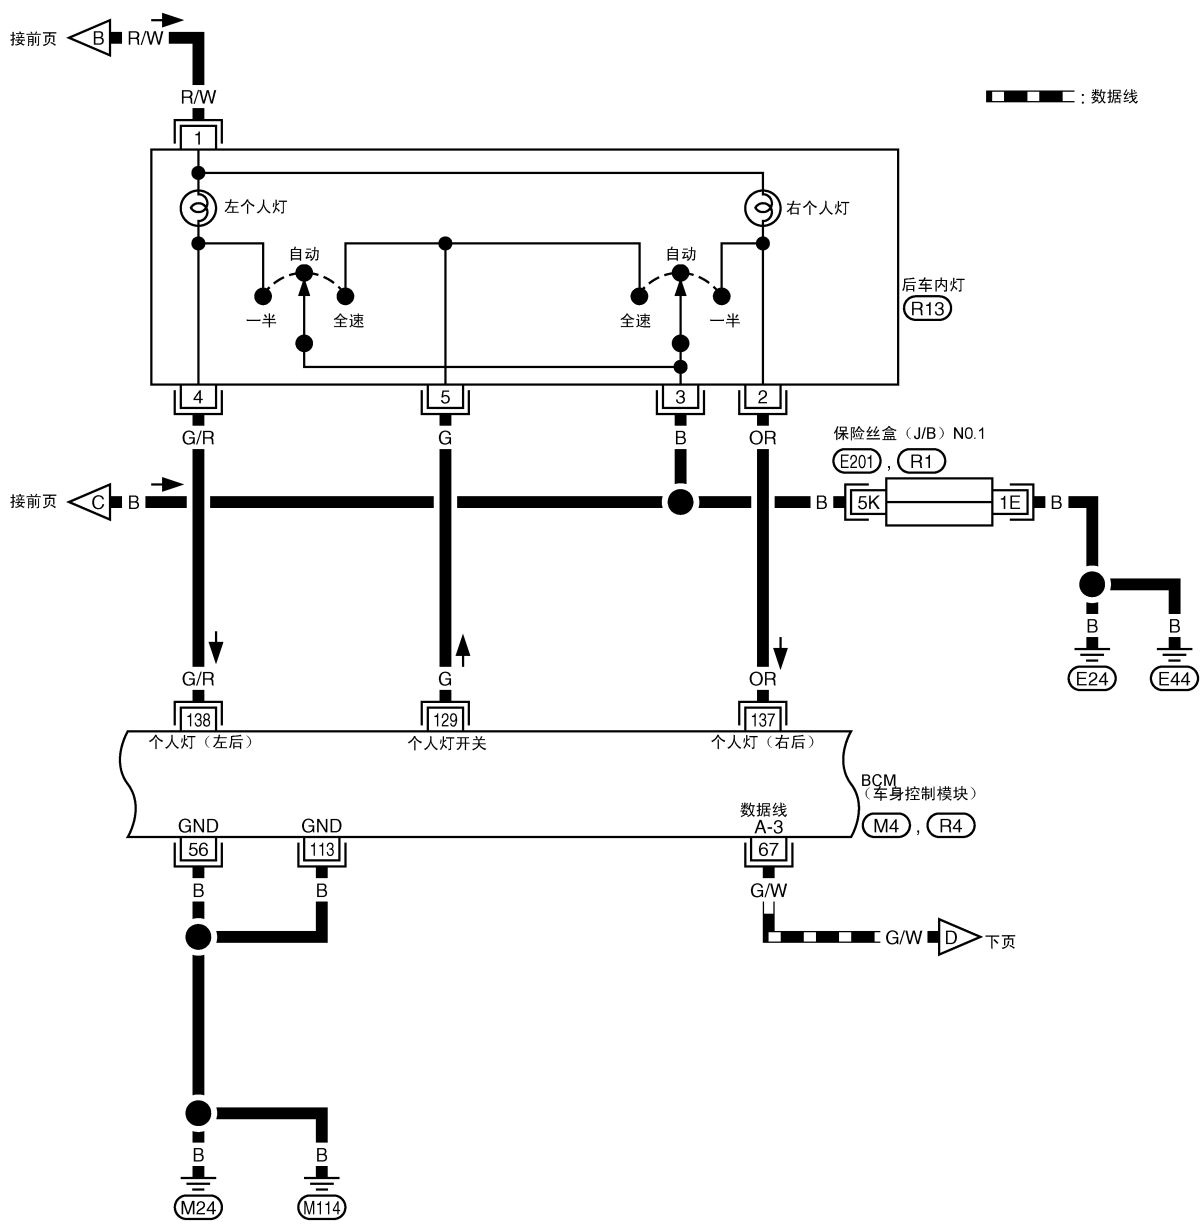 接前页 B R/W
R/W
: 数据线
1
左个人灯
右个人灯
自动
自动
一半
全速
全速
一半
后车内灯
R13
4
5
3
2
G/R
G
B
OR
保险丝盒（J/B）N0.1
E201 , R1
接前页 C B
B 5K 1E B
B
B
E24
E44
G/R
G
OR
138
129
137
个人灯（左后）
个人灯开关
个人灯（右后）
BCM
（车身控制模块）
M4 , R4
数据线
A-3
GND
GND
56
113
67
B
B
G/W
G/W D 下页
B
B
M24
M114